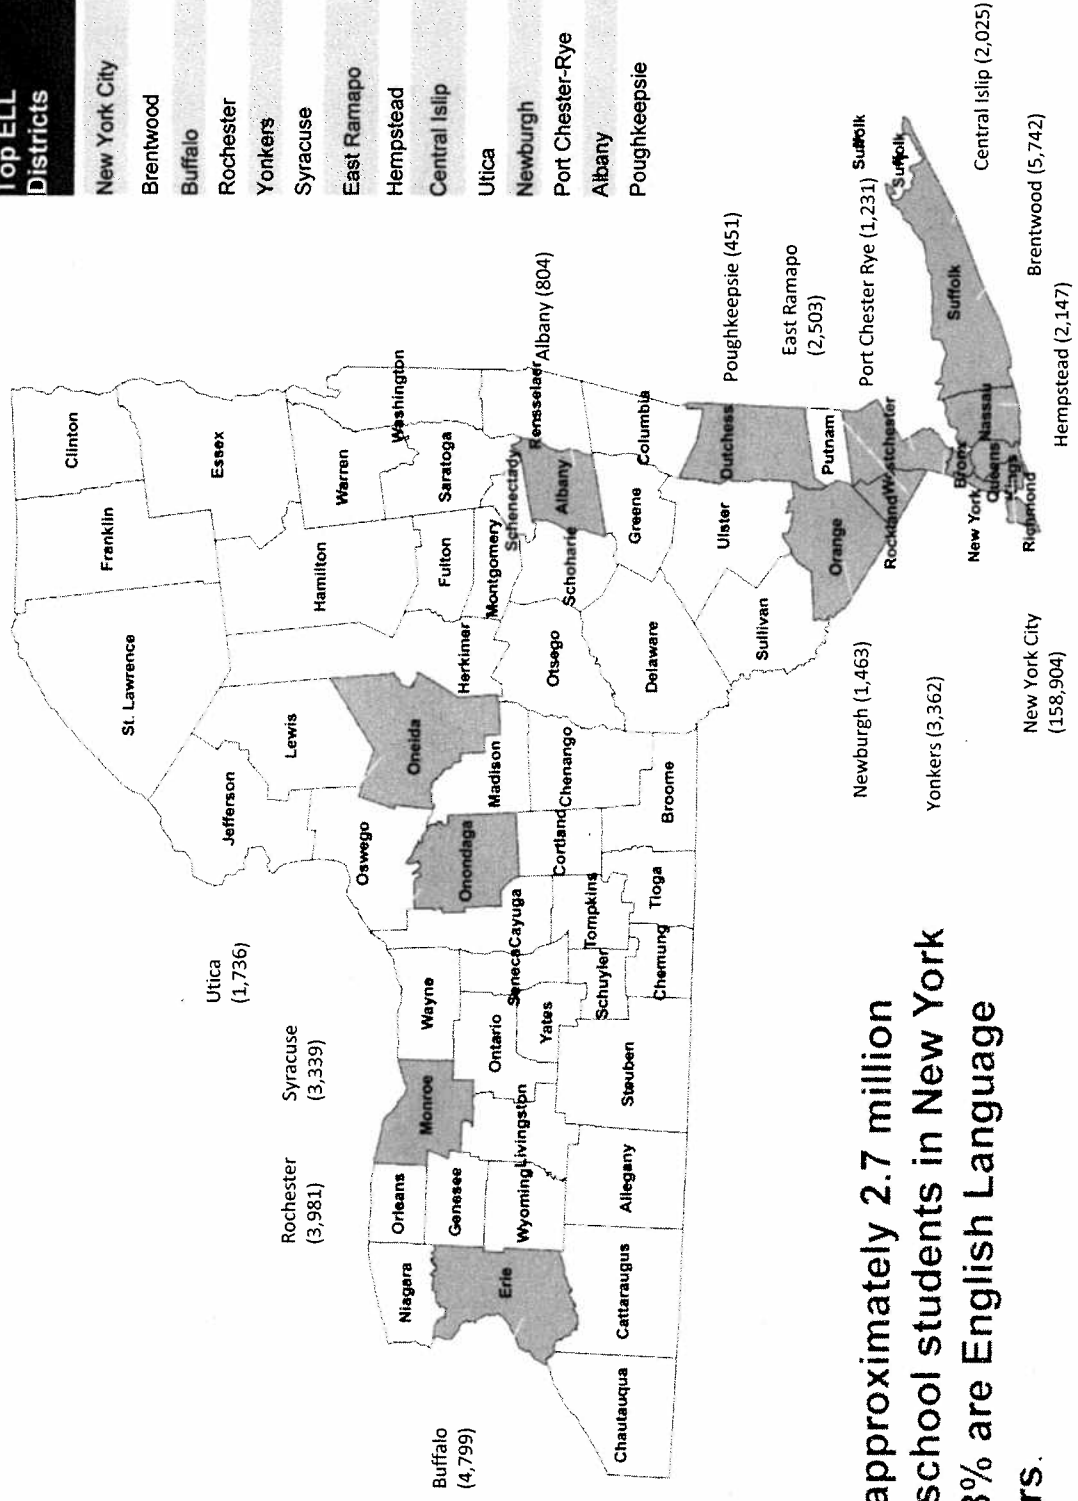 Top ELL
Districts
New York City
Brentwood
Buffalo
Rochester
Yonkers
Syracuse
East Ramapo
Hempstead
Central Islip
Utica
Newburgh
Port Chester-Rye
Albany
Poughkeepsie
Clinton
Franklin
St. Lawrence
Essex
Jefferson
Lewis
Hamilton
Warren
Washington
Oswego
Oneida
Herkimer
Fulton
Saratoga
Montgomery
Schenectady
Rensselaer
Albany (804)
Albany
Schoharie
Otsego
Madison
Onondaga
Cayuga
Seneca
Wayne
Ontario
Monroe
Orleans
Genesee
Niagara
Erie
Wyoming
Livingston
Yates
Schuyler
Tompkins
Cortland
Chenango
Delaware
Greene
Columbia
Chautauqua
Cattaraugus
Allegany
Steuben
Chemung
Tioga
Broome
Sullivan
Ulster
Dutchess
Putnam
Orange
Rockland
Westchester
New York
Bronx
Queens
Kings
Richmond
Nassau
Suffolk
Suffolk
Suffolk
Utica
(1,736)
Syracuse
(3,339)
Rochester
(3,981)
Buffalo
(4,799)
Poughkeepsie (451)
East Ramapo
(2,503)
Port Chester Rye (1,231)
Central Islip (2,025)
Brentwood (5,742)
Hempstead (2,147)
Newburgh (1,463)
Yonkers (3,362)
New York City
(158,904)
approximately 2.7 million
school students in New York
% are English Language
rs.